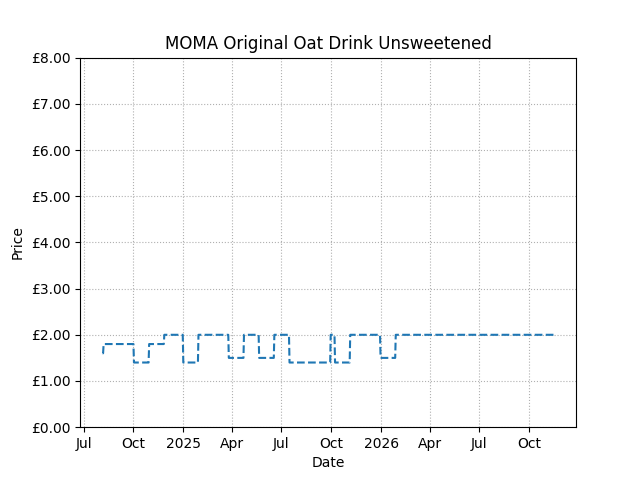 MOMA Original Oat Drink Unsweetened
£8.00
£7.00
£6.00
£5.00
£4.00
£3.00
£2.00
£1.00
£0.00
Price
Jul Oct 2025 Apr Jul Oct 2026 Apr Jul Oct
Date